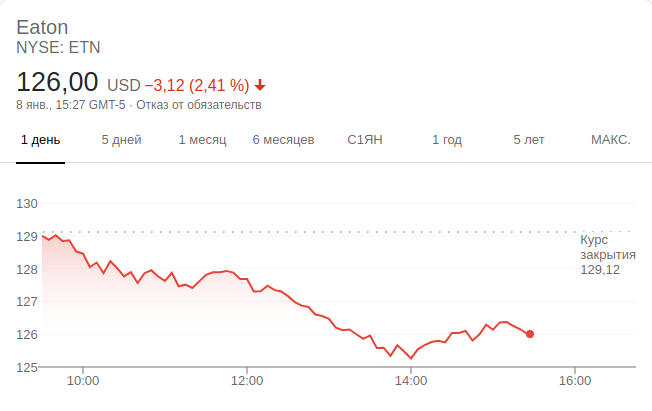 Eaton
NYSE: ETN
126,00 USD −3,12 (2,41 %)
8 янв., 15:27 GMT-5 · Отказ от обязательств
1 день 5 дней 1 месяц 6 месяцев С1ЯН 1 год 5 лет МАКС.
130
129
128
127
126
125
Курс
закрытия
129,12
10:00 12:00 14:00 16:00